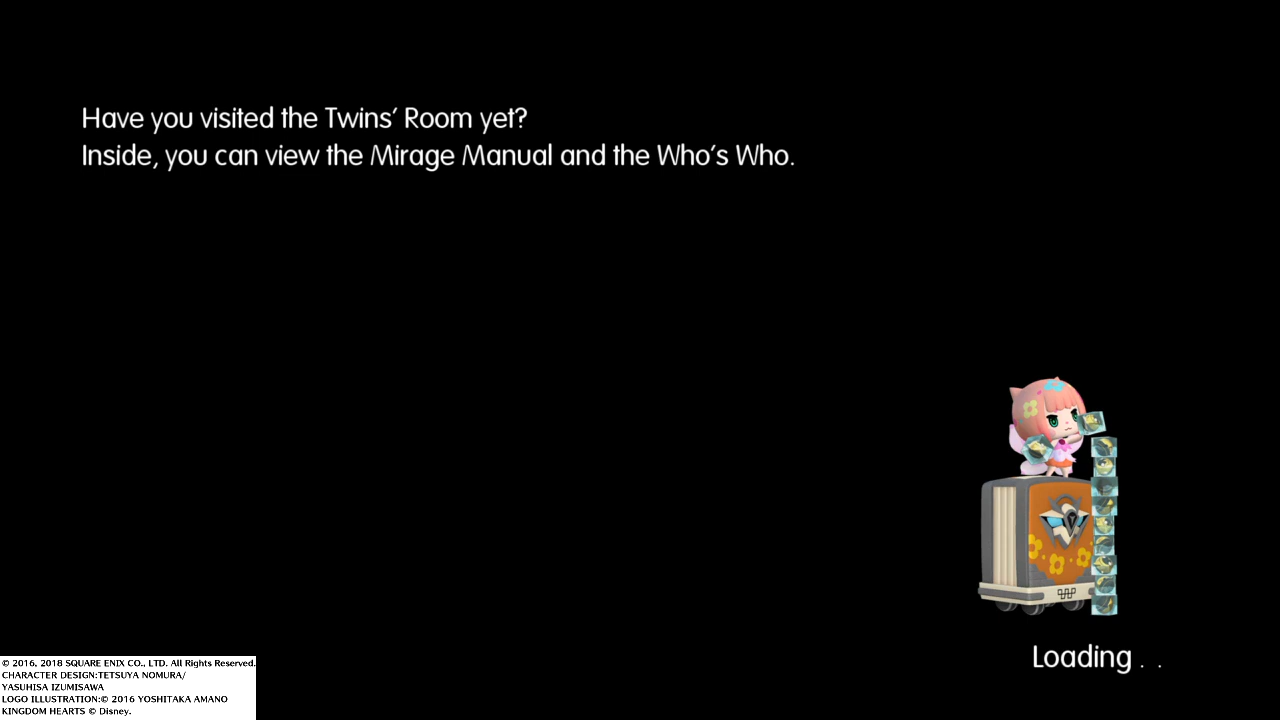 Have you visited the Twins' Room yet?
Inside, you can view the Mirage Manual and the Who's Who.
Loading . .
© 2016, 2018 SQUARE ENIX CO., LTD. All Rights Reserved.
CHARACTER DESIGN:TETSUYA NOMURA/
YASUHISA IZUMISAWA
LOGO ILLUSTRATION:© 2016 YOSHITAKA AMANO
KINGDOM HEARTS © Disney.